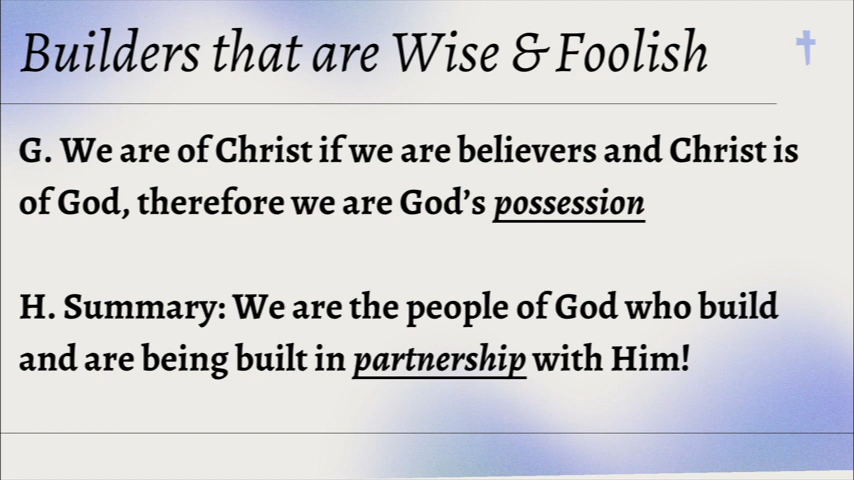 Builders that are Wise & Foolish
G. We are of Christ if we are believers and Christ is
of God, therefore we are God’s possession
H. Summary: We are the people of God who build
and are being built in partnership with Him!